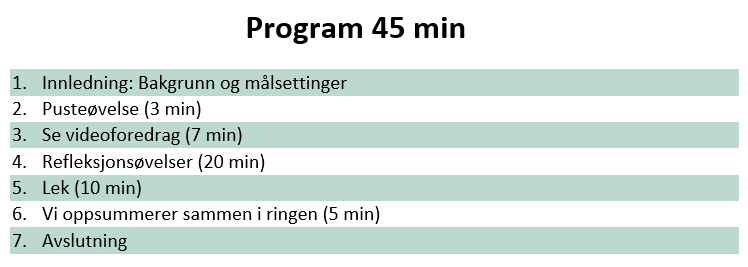 Program 45 min
1. Innledning: Bakgrunn og målsettinger
2. Pusteøvelse (3 min)
3. Se videoforedrag (7 min)
4. Refleksjonsøvelser (20 min)
5. Lek (10 min)
6. Vi oppsummerer sammen i ringen (5 min)
7. Avslutning